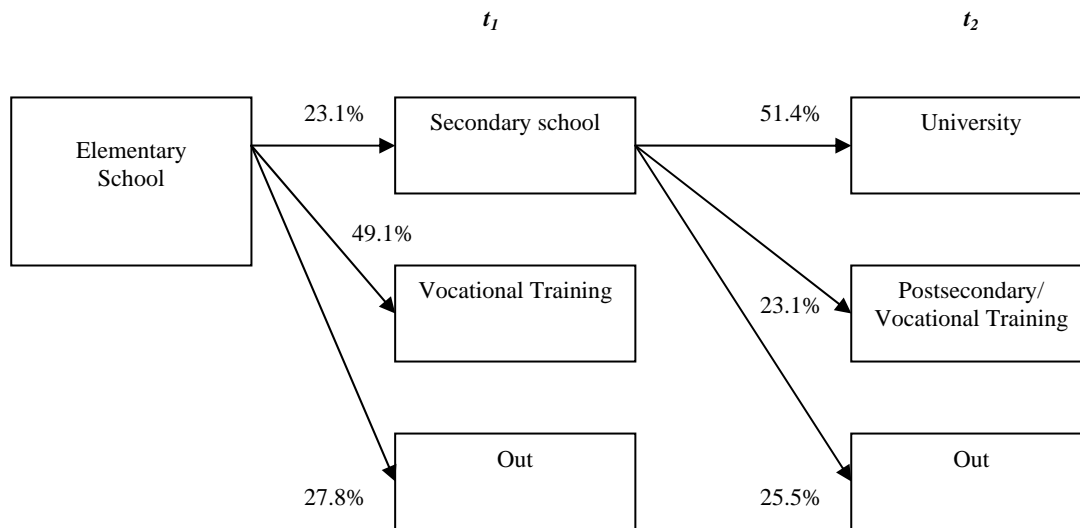 t1 t2
23.1% Secondary school 51.4% University
Elementary
School
49.1%
Vocational Training 23.1% Postsecondary/
Vocational Training
Out Out
27.8% 25.5%